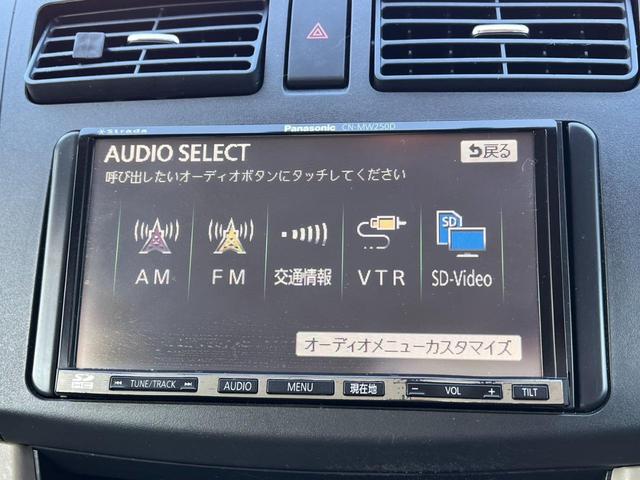 Strada Panasonic CN-MW250D
AUDIO SELECT
戻る
呼び出したいオーディオボタンにタッチしてください
SD
AM FM 交通情報 VTR SD-Video
オーディオメニューカスタマイズ
SD TUNE/TRACK AUDIO MENU 現在地 − VOL + TILT